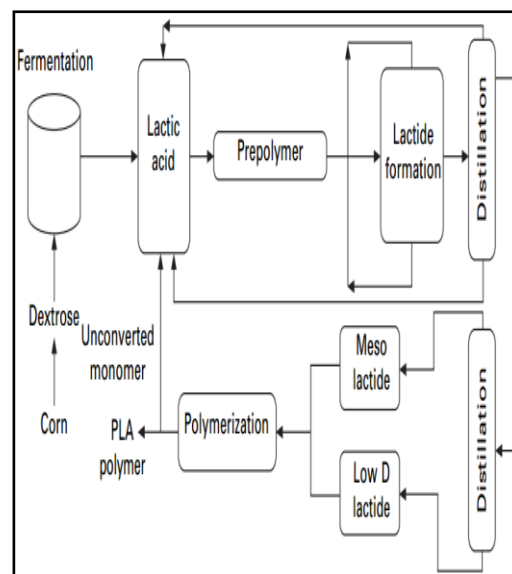 Fermentation
Lactic
acid
Prepolymer
Lactide
formation
Distillation
Dextrose
Corn
Unconverted
monomer
PLA
polymer
Polymerization
Meso
lactide
Low D
lactide
Distillation